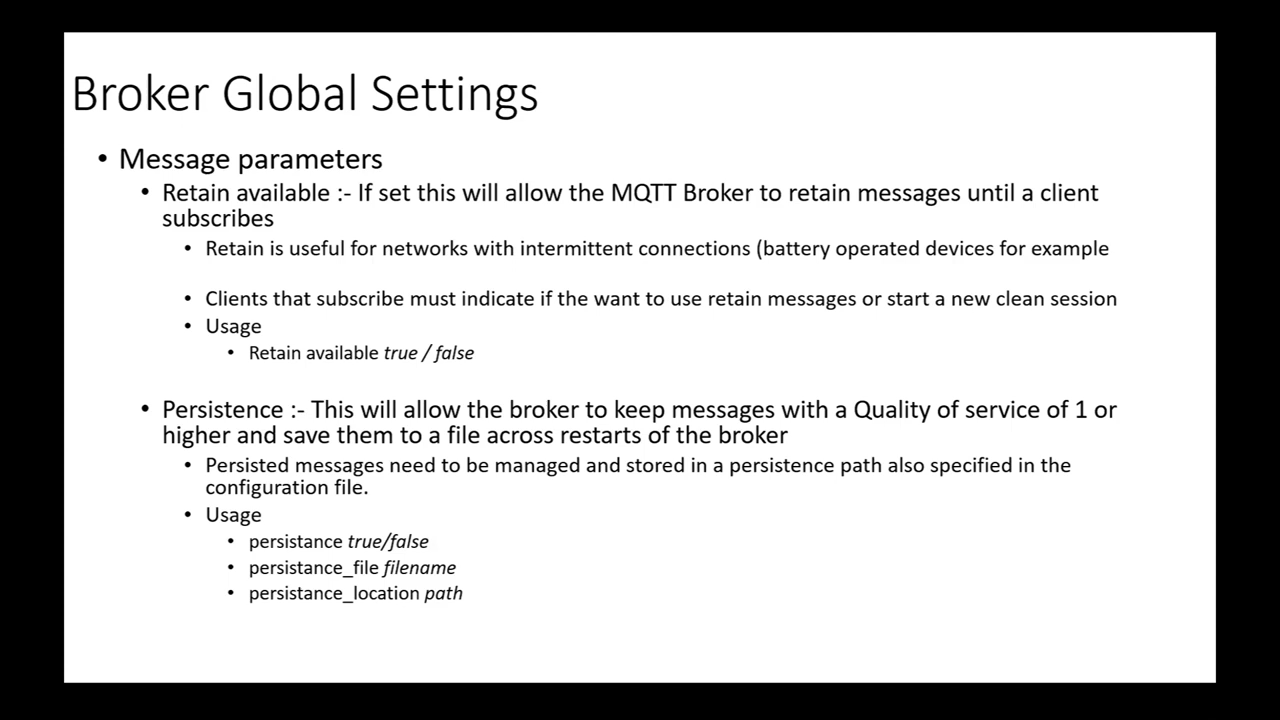 Broker Global Settings
• Message parameters
• Retain available :- If set this will allow the MQTT Broker to retain messages until a client
subscribes
• Retain is useful for networks with intermittent connections (battery operated devices for example
• Clients that subscribe must indicate if the want to use retain messages or start a new clean session
• Usage
• Retain available true / false
• Persistence :- This will allow the broker to keep messages with a Quality of service of 1 or
higher and save them to a file across restarts of the broker
• Persisted messages need to be managed and stored in a persistence path also specified in the
configuration file.
• Usage
• persistance true/false
• persistance_file filename
• persistance_location path